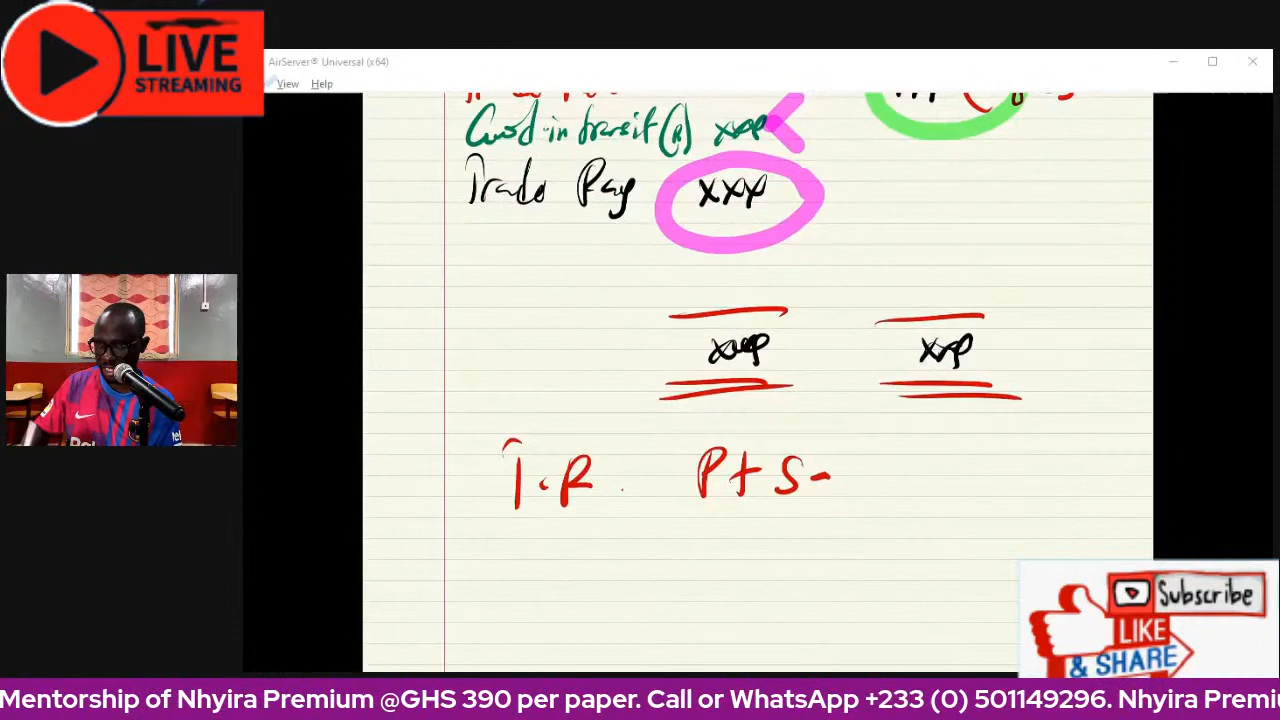 LIVE
STREAMING
AirServer® Universal (x64)
View Help
in transit (R) xxx
Trade Pay xxx
xxx xxx
T.R. P+S-
Subscribe
LIKE
& SHARE
Mentorship of Nhyira Premium @GHS 390 per paper. Call or WhatsApp +233 (0) 501149296. Nhyira Premi